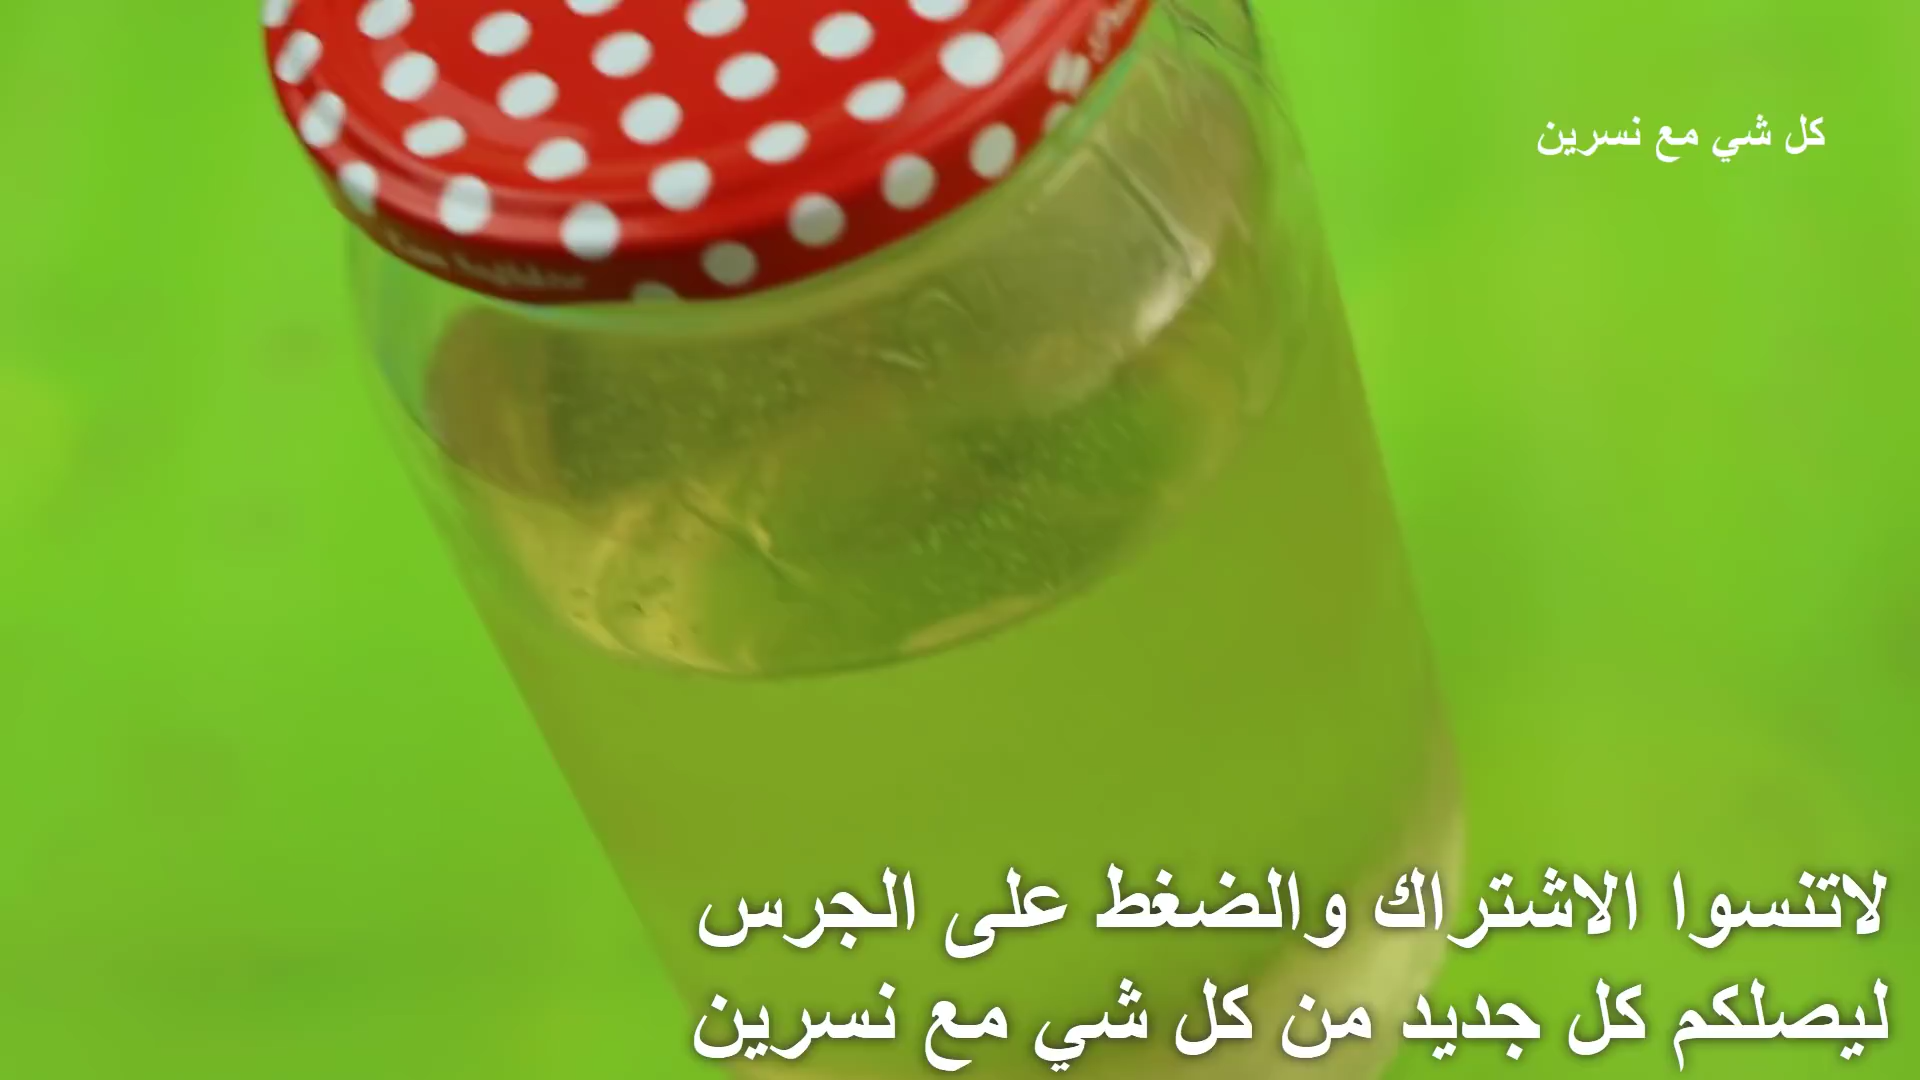 كل شي مع نسرين
لاتنسوا الاشتراك والضغط على الجرس
ليصلكم كل جديد من كل شي مع نسرين